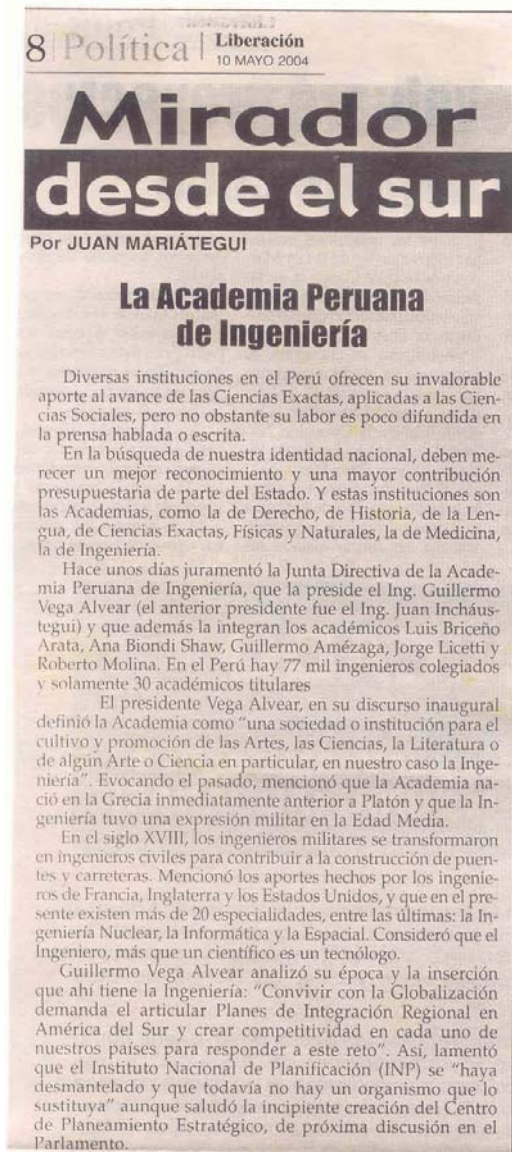 8 Política Liberación
10 MAYO 2004
Mirador
desde el sur
Por JUAN MARIÁTEGUI
La Academia Peruana
de Ingeniería
Diversas instituciones en el Perú ofrecen su invalorable
aporte al avance de las Ciencias Exactas, aplicadas a las Cien-
cias Sociales, pero no obstante su labor es poco difundida en
la prensa hablada o escrita.
En la búsqueda de nuestra identidad nacional, deben me-
recer un mejor reconocimiento y una mayor contribución
presupuestaria de parte del Estado. Y estas instituciones son
las Academias, como la de Derecho, de Historia, de la Len-
gua, de Ciencias Exactas, Físicas y Naturales, la de Medicina,
la de Ingeniería.
Hace unos días juramentó la Junta Directiva de la Acade-
mia Peruana de Ingeniería, que la preside el Ing. Guillermo
Vega Alvear (el anterior presidente fue el Ing. Juan Incháus-
tegui) y que además la integran los académicos Luis Briceño
Arata, Ana Biondi Shaw, Guillermo Amézaga, Jorge Licetti y
Roberto Molina. En el Perú hay 77 mil ingenieros colegiados
y solamente 30 académicos titulares
El presidente Vega Alvear, en su discurso inaugural
definió la Academia como "una sociedad o institución para el
cultivo y promoción de las Artes, las Ciencias, la Literatura o
de algún Arte o Ciencia en particular, en nuestro caso la Inge-
niería". Evocando el pasado, mencionó que la Academia na-
ció en la Grecia inmediatamente anterior a Platón y que la In-
geniería tuvo una expresión militar en la Edad Media.
En el siglo XVIII, los ingenieros militares se transformaron
en ingenieros civiles para contribuir a la construcción de puen-
tes y carreteras. Mencionó los aportes hechos por los ingenie-
ros de Francia, Inglaterra y los Estados Unidos, y que en el pre-
sente existen más de 20 especialidades, entre las últimas: la In-
geniería Nuclear, la Informática y la Espacial. Consideró que el
Ingeniero, más que un científico es un tecnólogo.
Guillermo Vega Alvear analizó su época y la inserción
que ahí tiene la Ingeniería: "Convivir con la Globalización
demanda el articular Planes de Integración Regional en
América del Sur y crear competitividad en cada uno de
nuestros países para responder a este reto". Así, lamentó
que el Instituto Nacional de Planificación (INP) se "haya
desmantelado y que todavía no hay un organismo que lo
sustituya" aunque saludó la incipiente creación del Centro
de Planeamiento Estratégico, de próxima discusión en el
Parlamento.